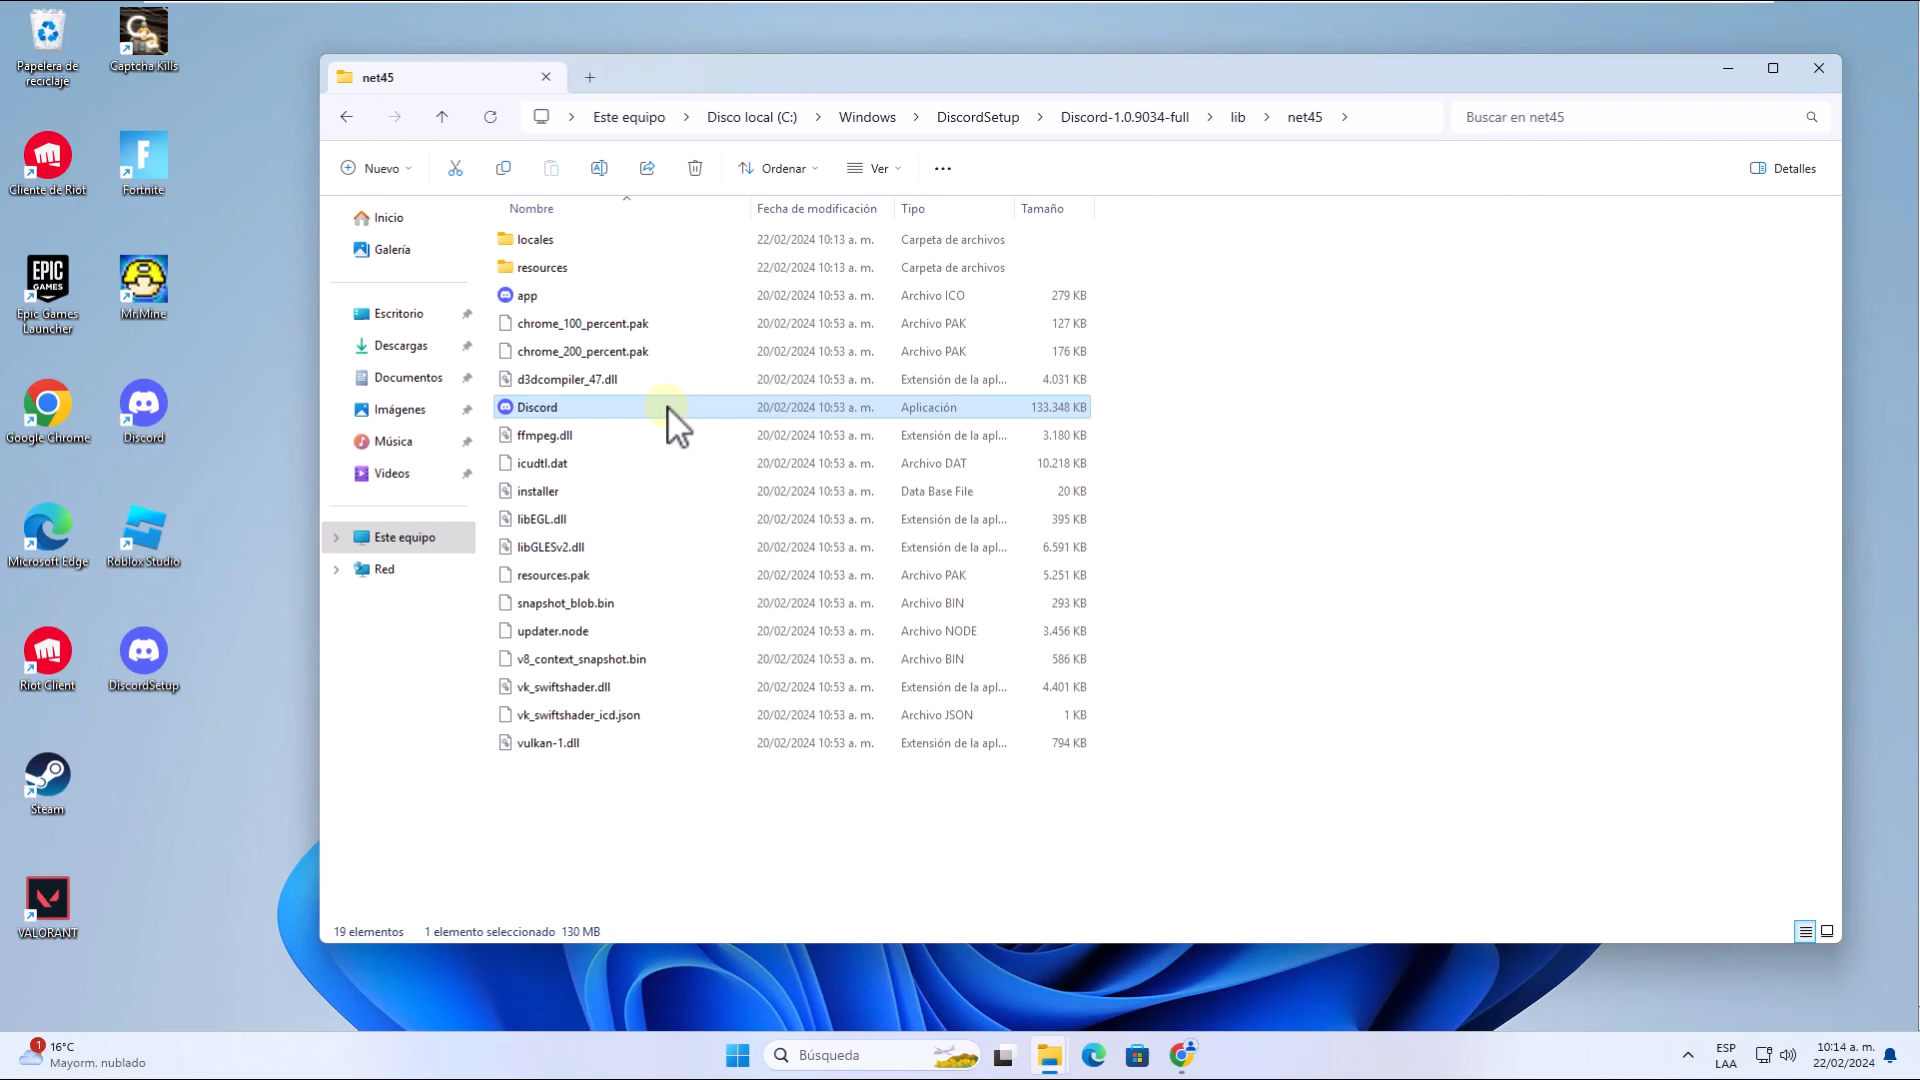 Papelera de
reciclaje
Captcha Kills
Cliente de Riot
Fortnite
EPIC
GAMES
Epic Games
Launcher
Mr.Mine
Google Chrome
Discord
Microsoft Edge
Roblox Studio
Riot Client
DiscordSetup
Steam
VALORANT
net45
Este equipo
Disco local (C:)
Windows
DiscordSetup
Discord-1.0.9034-full
lib
net45
Buscar en net45
Nuevo
Ordenar
Ver
Detalles
Inicio
Galería
Escritorio
Descargas
Documentos
Imágenes
Música
Videos
Este equipo
Red
Nombre Fecha de modificación Tipo Tamaño
locales 22/02/2024 10:13 a. m. Carpeta de archivos
resources 22/02/2024 10:13 a. m. Carpeta de archivos
app 20/02/2024 10:53 a. m. Archivo ICO 279 KB
chrome_100_percent.pak 20/02/2024 10:53 a. m. Archivo PAK 127 KB
chrome_200_percent.pak 20/02/2024 10:53 a. m. Archivo PAK 176 KB
d3dcompiler_47.dll 20/02/2024 10:53 a. m. Extensión de la apl... 4.031 KB
Discord 20/02/2024 10:53 a. m. Aplicación 133.348 KB
ffmpeg.dll 20/02/2024 10:53 a. m. Extensión de la apl... 3.180 KB
icudtl.dat 20/02/2024 10:53 a. m. Archivo DAT 10.218 KB
installer 20/02/2024 10:53 a. m. Data Base File 20 KB
libEGL.dll 20/02/2024 10:53 a. m. Extensión de la apl... 395 KB
libGLESv2.dll 20/02/2024 10:53 a. m. Extensión de la apl... 6.591 KB
resources.pak 20/02/2024 10:53 a. m. Archivo PAK 5.251 KB
snapshot_blob.bin 20/02/2024 10:53 a. m. Archivo BIN 293 KB
updater.node 20/02/2024 10:53 a. m. Archivo NODE 3.456 KB
v8_context_snapshot.bin 20/02/2024 10:53 a. m. Archivo BIN 586 KB
vk_swiftshader.dll 20/02/2024 10:53 a. m. Extensión de la apl... 4.401 KB
vk_swiftshader_icd.json 20/02/2024 10:53 a. m. Archivo JSON 1 KB
vulkan-1.dll 20/02/2024 10:53 a. m. Extensión de la apl... 794 KB
19 elementos 1 elemento seleccionado 130 MB
1
16°C
Mayorm. nublado
Búsqueda
ESP
LAA
10:14 a. m.
22/02/2024